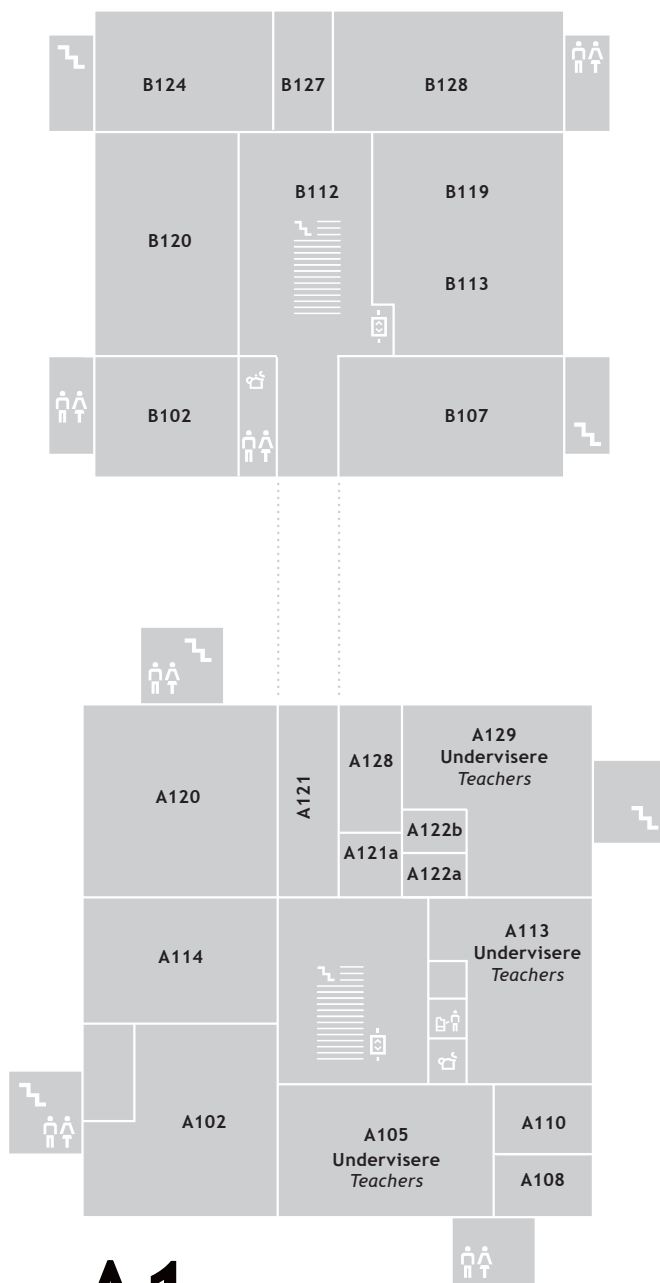 B124
B127
B128
B112
B119
B120
B113
B102
B107
A129
Undervisere
Teachers
A128
A120
A121
A122b
A121a
A122a
A113
Undervisere
Teachers
A114
A102
A105
Undervisere
Teachers
A110
A108
A1